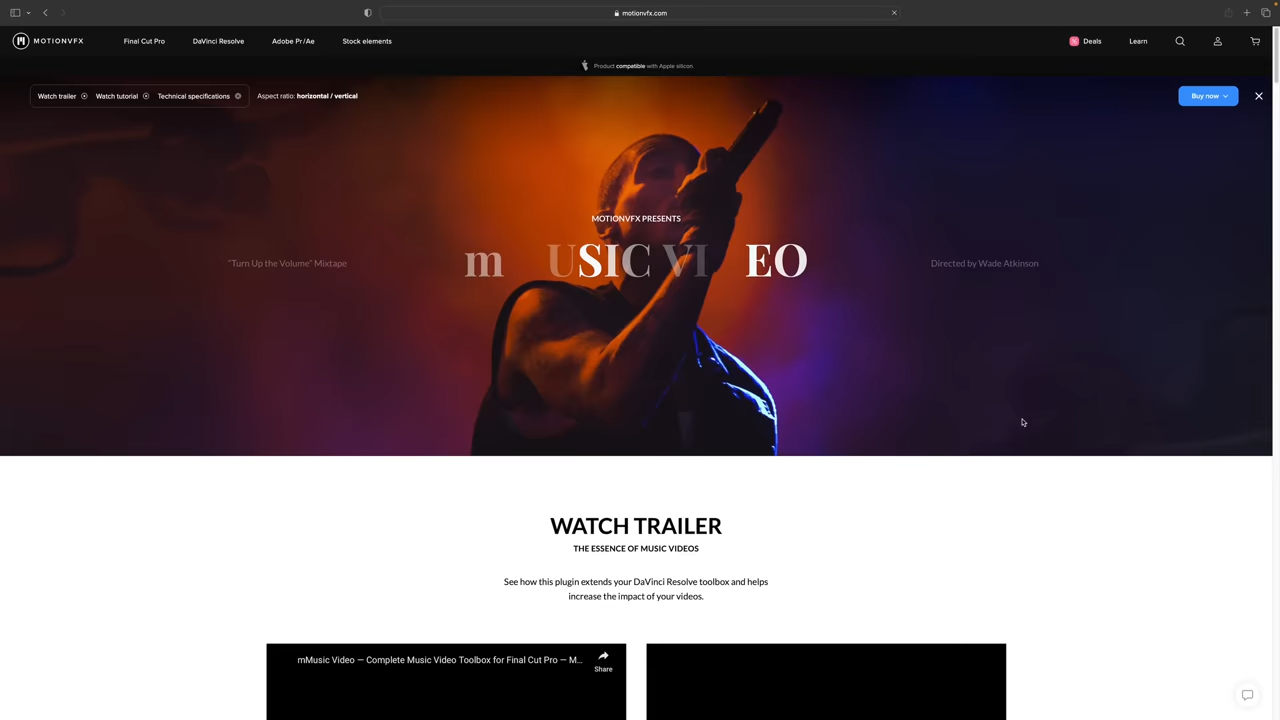 motionvfx.com
MOTIONVFX
Final Cut Pro
DaVinci Resolve
Adobe Pr/Ae
Stock elements
Deals
Learn
Product compatible with Apple silicon.
Watch trailer
Watch tutorial
Technical specifications
Aspect ratio: horizontal / vertical
Buy now
MOTIONVFX PRESENTS
"Turn Up the Volume" Mixtape
m USIC VI EO
Directed by Wade Atkinson
WATCH TRAILER
THE ESSENCE OF MUSIC VIDEOS
See how this plugin extends your DaVinci Resolve toolbox and helps
increase the impact of your videos.
mMusic Video — Complete Music Video Toolbox for Final Cut Pro — M...
Share